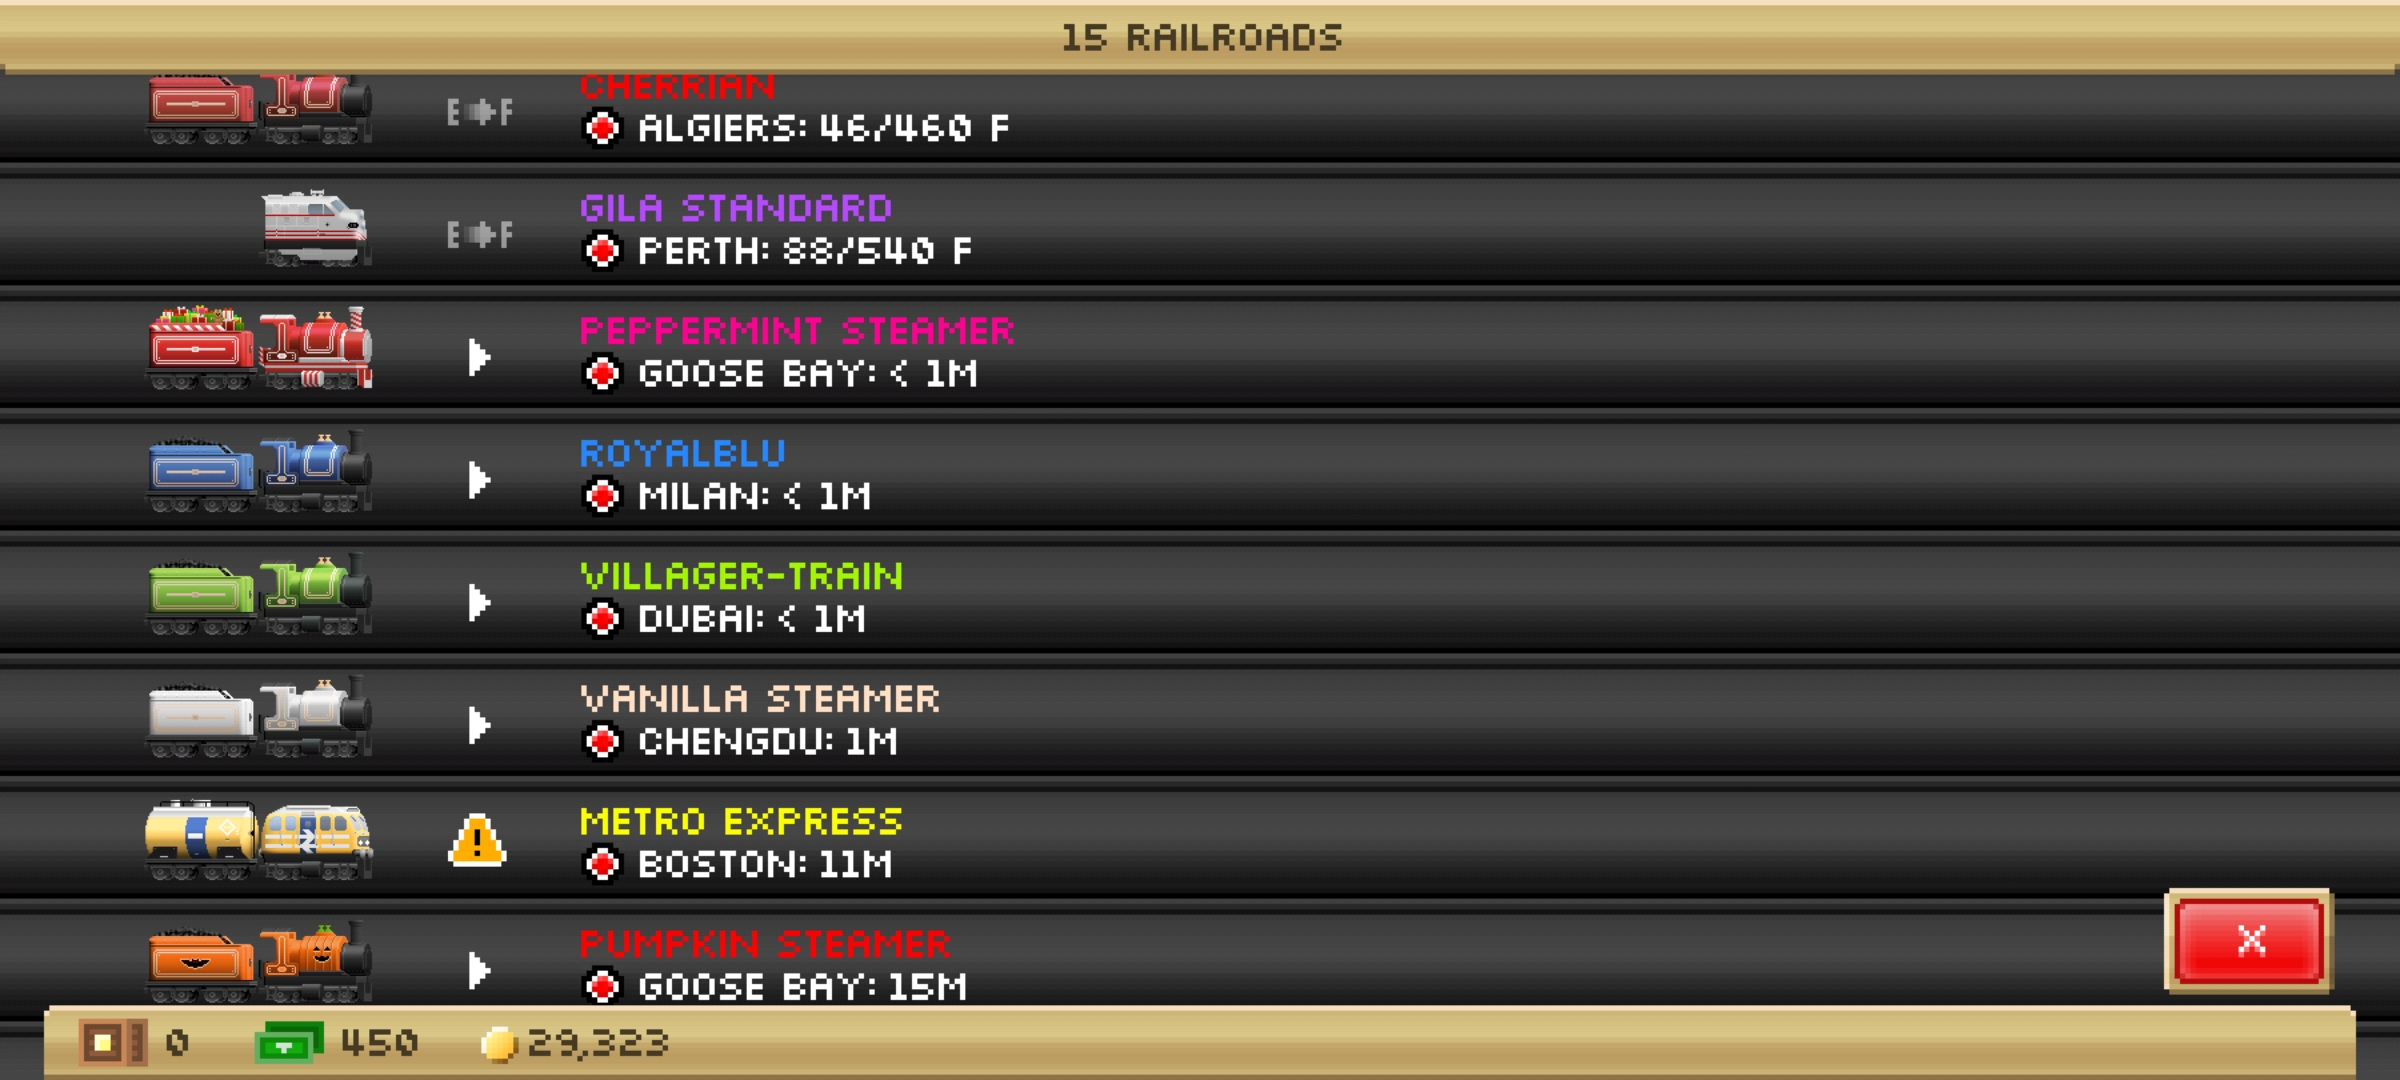 15 RAILROADS
CHERRIAN
E F
ALGIERS: 46/460 F
GILA STANDARD
E F
PERTH: 88/540 F
PEPPERMINT STEAMER
GOOSE BAY: < 1M
ROYALBLU
MILAN: < 1M
VILLAGER-TRAIN
DUBAI: < 1M
VANILLA STEAMER
CHENGDU: 1M
METRO EXPRESS
BOSTON: 11M
PUMPKIN STEAMER
GOOSE BAY: 15M
0 450 29,323